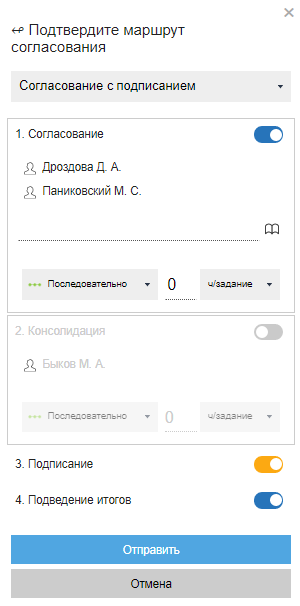 Подтвердите маршрут
согласования
Согласование с подписанием
1. Согласование
Дроздова Д. А.
Паниковский М. С.
Последовательно 0 ч/задание
2. Консолидация
Быков М. А.
Последовательно 0 ч/задание
3. Подписание
4. Подведение итогов
Отправить
Отмена